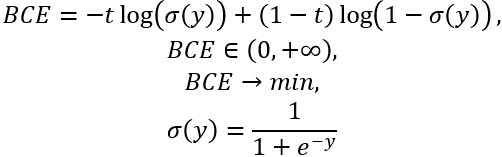 BCE = −t log(σ(y)) + (1 − t) log(1 − σ(y)) ,
BCE ∈ (0, +∞),
BCE → min,
σ(y) = 1 / (1 + e^{−y})